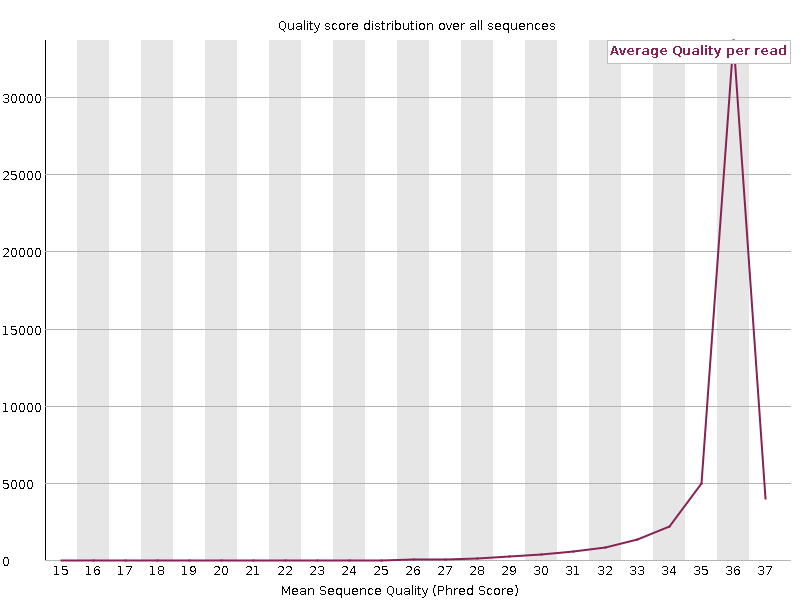 Quality score distribution over all sequences
Average Quality per read
30000
25000
20000
15000
10000
5000
0
15 16 17 18 19 20 21 22 23 24 25 26 27 28 29 30 31 32 33 34 35 36 37
Mean Sequence Quality (Phred Score)